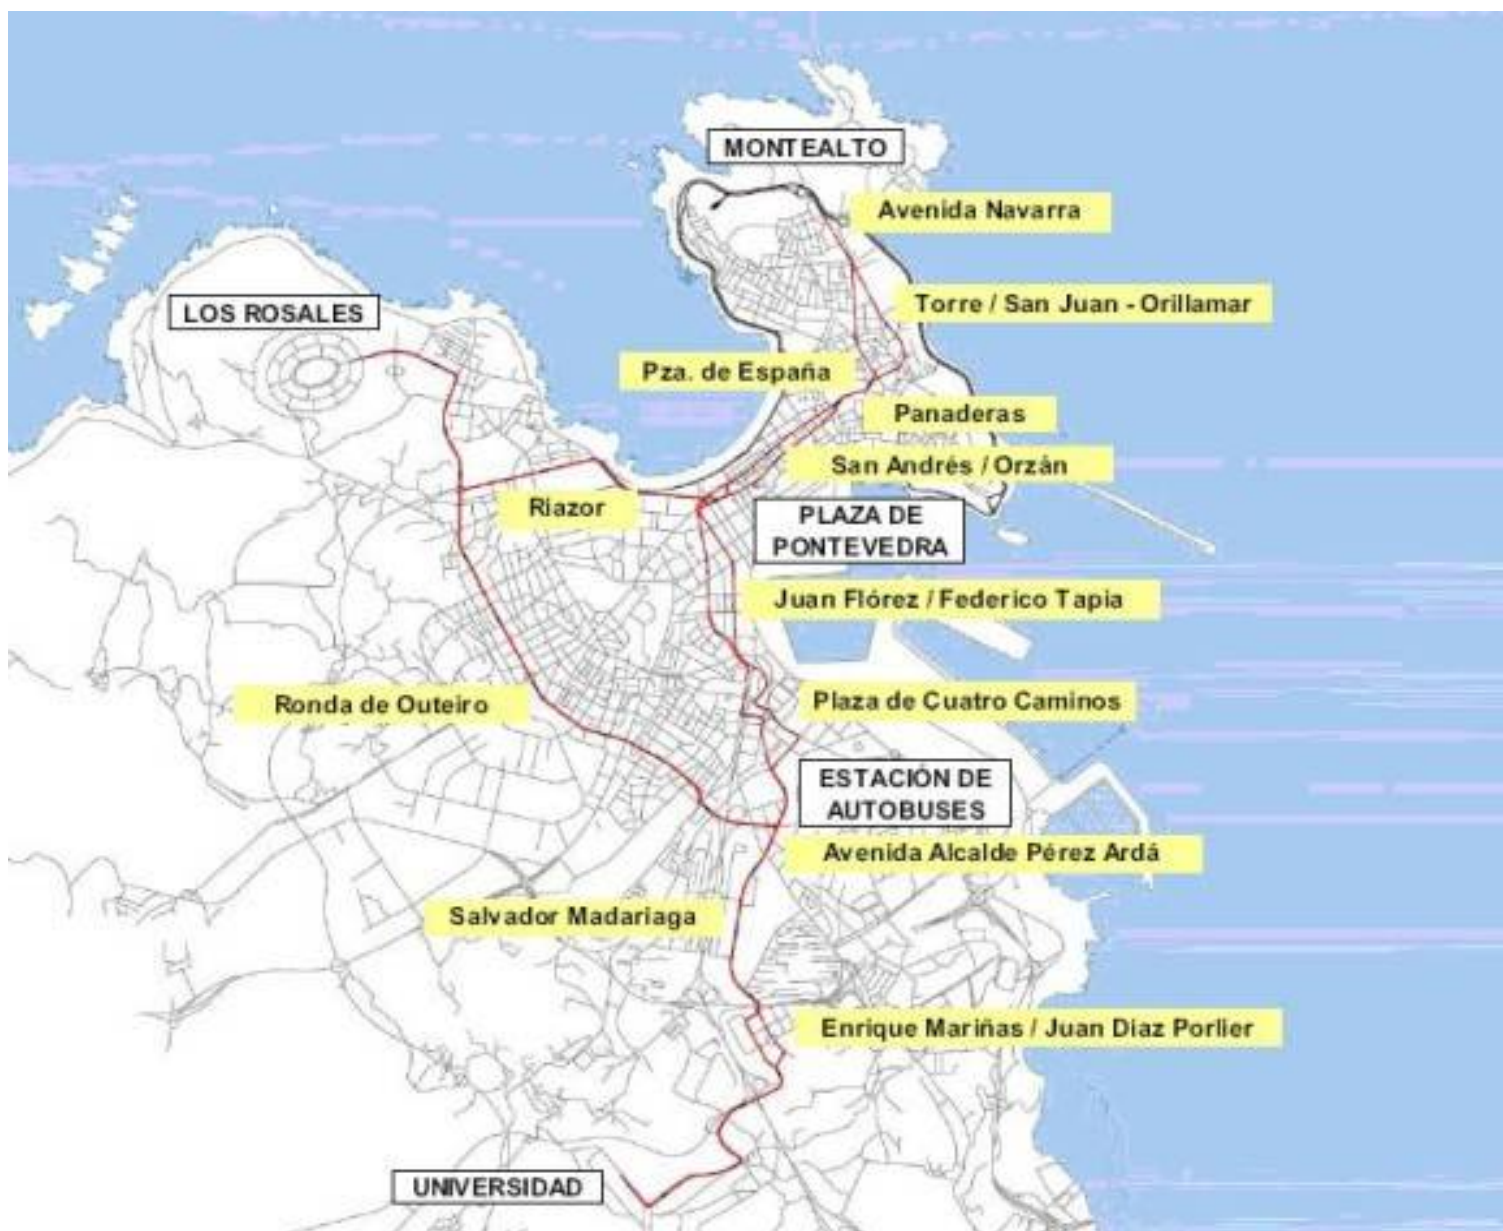 MONTEALTO
Avenida Navarra
LOS ROSALES
Torre / San Juan - Orillamar
Pza. de España
Panaderas
San Andrés / Orzán
Riazor
PLAZA DE
PONTEVEDRA
Juan Flórez / Federico Tapia
Ronda de Outeiro
Plaza de Cuatro Caminos
ESTACIÓN DE
AUTOBUSES
Avenida Alcalde Pérez Ardá
Salvador Madariaga
Enrique Mariñas / Juan Díaz Porlier
UNIVERSIDAD